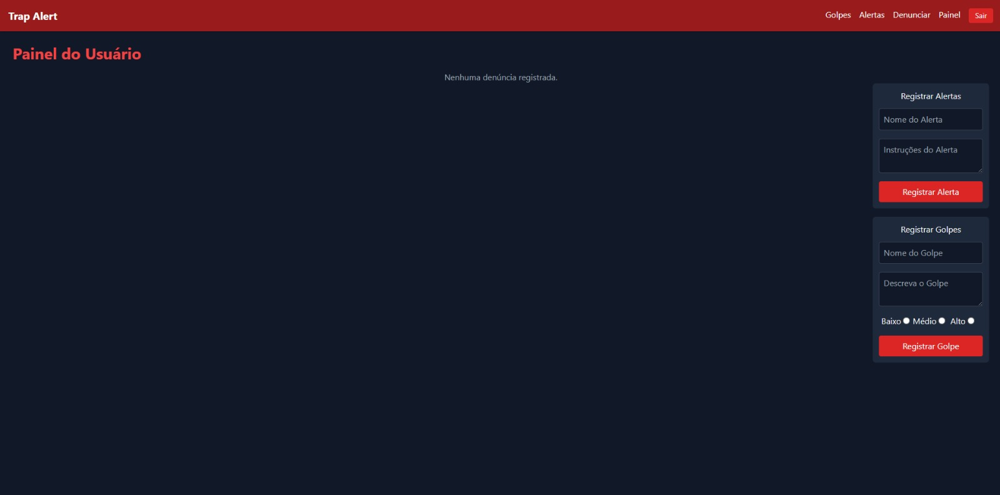 Trap Alert
Golpes Alertas Denunciar Painel Sair
Painel do Usuário
Nenhuma denúncia registrada.
Registrar Alertas
Nome do Alerta
Instruções do Alerta
Registrar Alerta
Registrar Golpes
Nome do Golpe
Descreva o Golpe
Baixo Médio Alto
Registrar Golpe